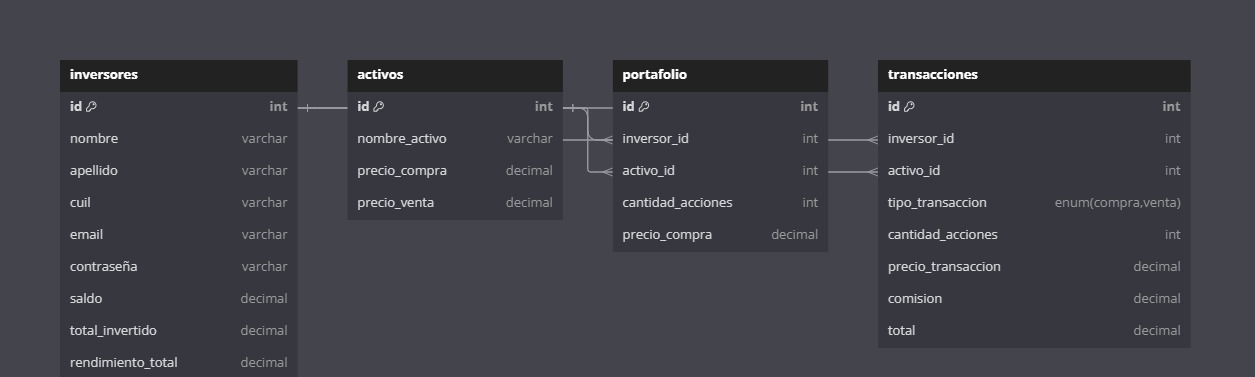 inversores
id int
nombre varchar
apellido varchar
cuil varchar
email varchar
contraseña varchar
saldo decimal
total_invertido decimal
rendimiento_total decimal
activos
id int
nombre_activo varchar
precio_compra decimal
precio_venta decimal
portafolio
id int
inversor_id int
activo_id int
cantidad_acciones int
precio_compra decimal
transacciones
id int
inversor_id int
activo_id int
tipo_transaccion enum(compra,venta)
cantidad_acciones int
precio_transaccion decimal
comision decimal
total decimal